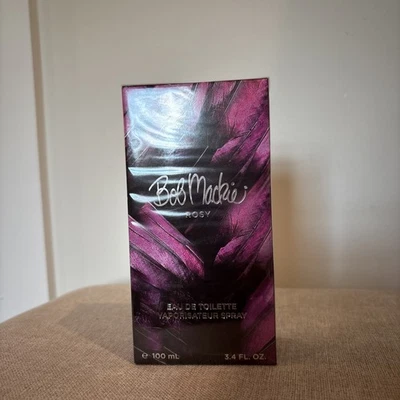 Bob Mackie
ROSY
EAU DE TOILETTE
VAPORISATEUR SPRAY
e 100 mL 3.4 FL. OZ.